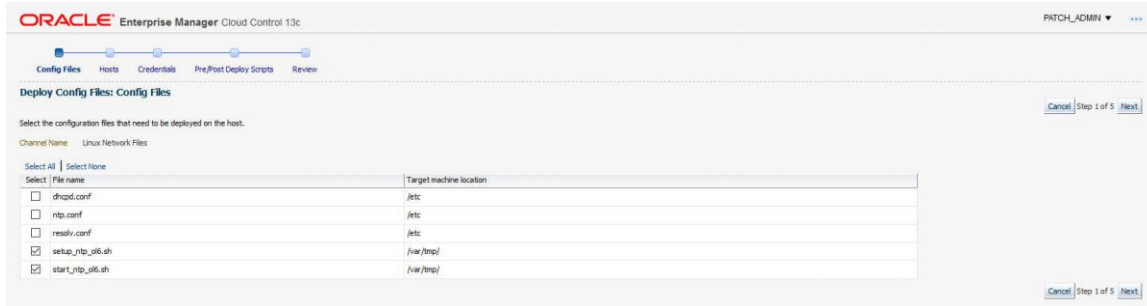 ORACLE Enterprise Manager Cloud Control 13c
PATCH_ADMIN
Config Files Hosts Credentials Pre/Post Deploy Scripts Review
Deploy Config Files: Config Files
Cancel Step 1 of 5 Next
Select the configuration files that need to be deployed on the host.
Channel Name Linux Network Files
Select All | Select None
Select File name Target machine location
dhcpd.conf /etc
ntp.conf /etc
resolv.conf /etc
setup_ntp_ol6.sh /var/tmp/
start_ntp_ol6.sh /var/tmp/
Cancel Step 1 of 5 Next